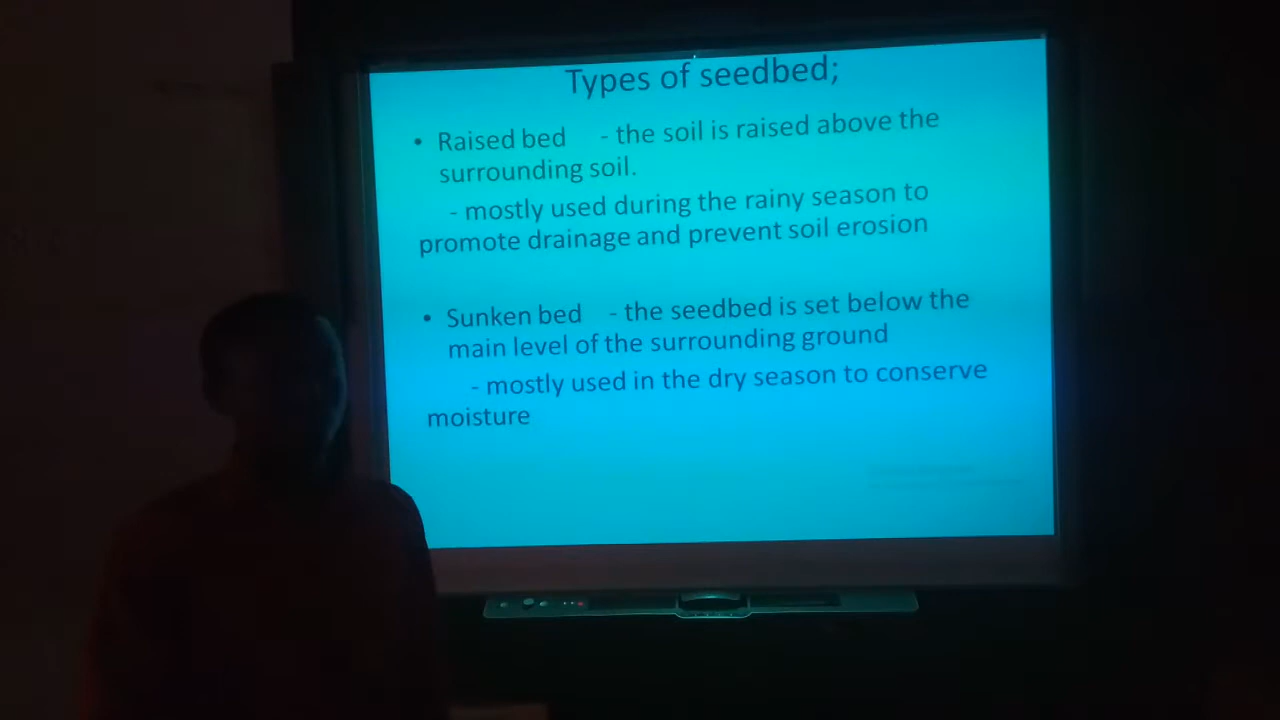 Types of seedbed;
• Raised bed - the soil is raised above the
surrounding soil.
- mostly used during the rainy season to
promote drainage and prevent soil erosion
• Sunken bed - the seedbed is set below the
main level of the surrounding ground
- mostly used in the dry season to conserve
moisture